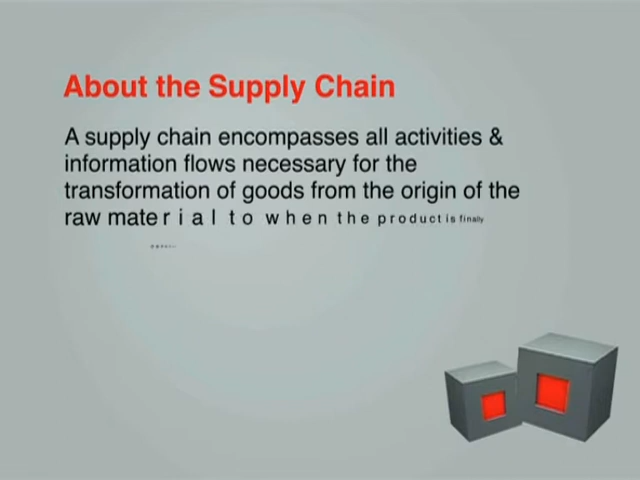 About the Supply Chain
A supply chain encompasses all activities &
information flows necessary for the
transformation of goods from the origin of the
raw material to when the product is finally